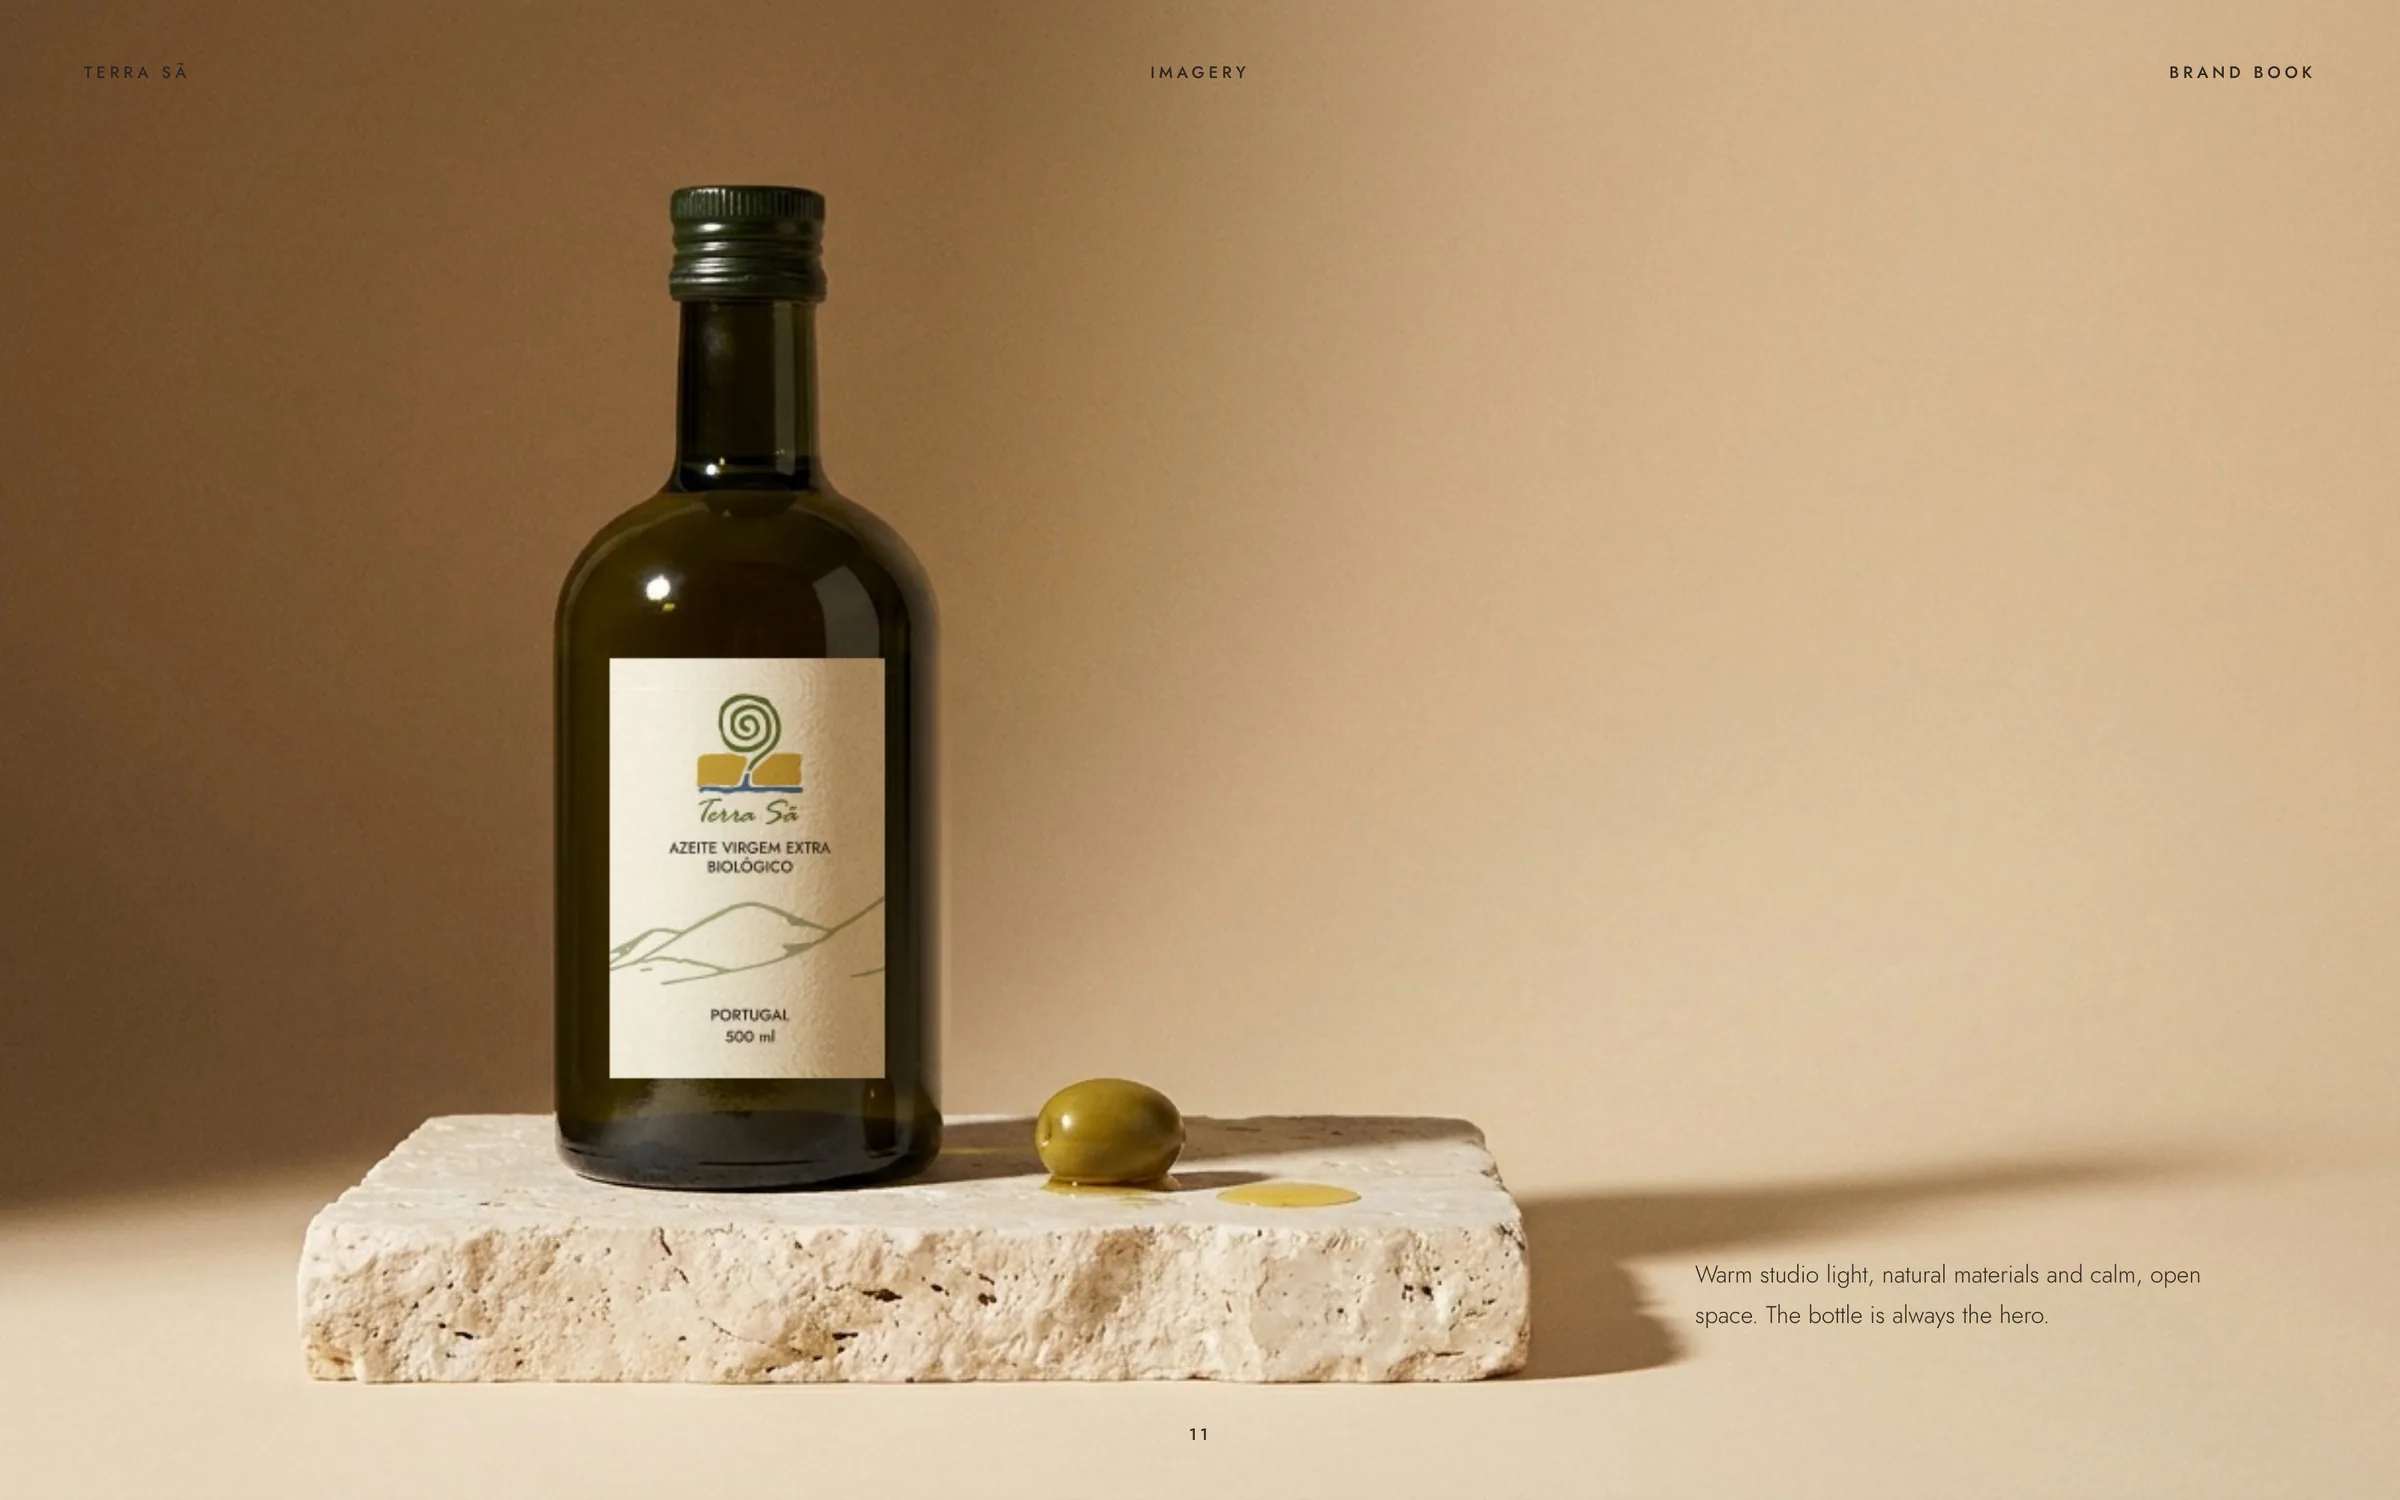 TERRA SÃ
IMAGERY
BRAND BOOK
Terra Sã
AZEITE VIRGEM EXTRA
BIOLÓGICO
PORTUGAL
500 ml
Warm studio light, natural materials and calm, open
space. The bottle is always the hero.
11